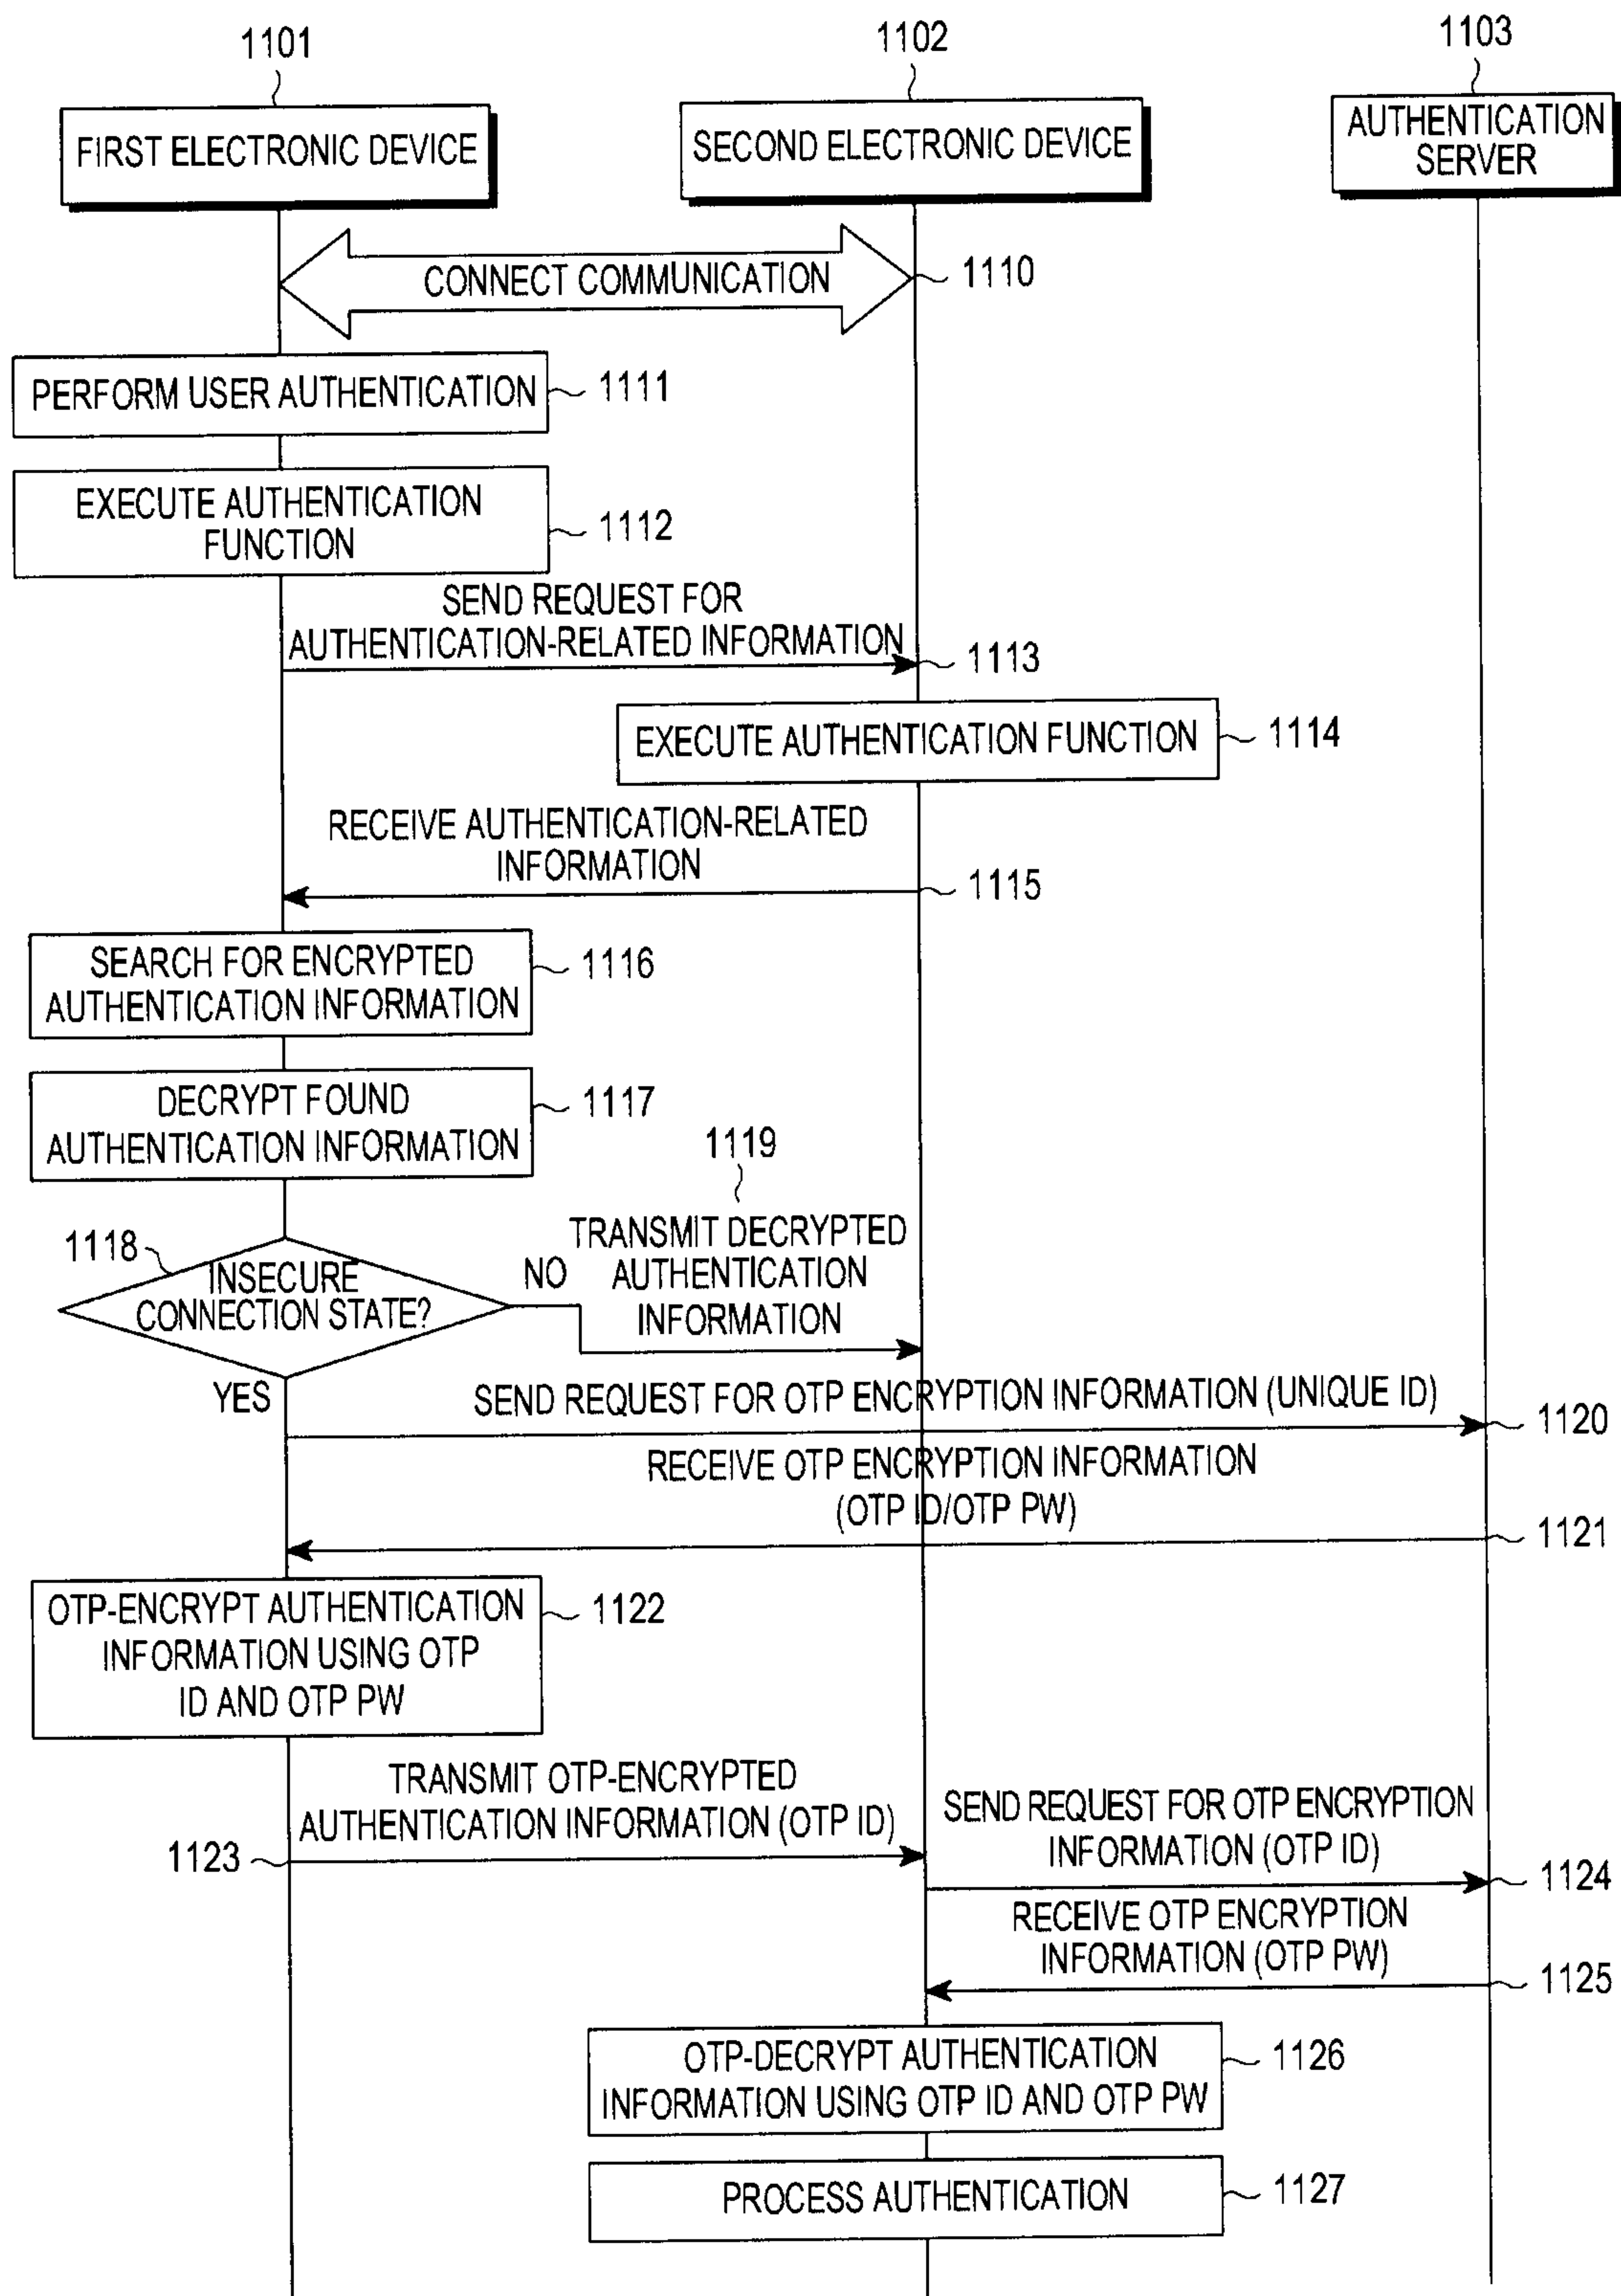 1101
1102
1103
FIRST ELECTRONIC DEVICE
SECOND ELECTRONIC DEVICE
AUTHENTICATION
SERVER
CONNECT COMMUNICATION
1110
PERFORM USER AUTHENTICATION
1111
EXECUTE AUTHENTICATION
FUNCTION
1112
SEND REQUEST FOR
AUTHENTICATION-RELATED INFORMATION
1113
EXECUTE AUTHENTICATION FUNCTION
1114
RECEIVE AUTHENTICATION-RELATED
INFORMATION
1115
SEARCH FOR ENCRYPTED
AUTHENTICATION INFORMATION
1116
DECRYPT FOUND
AUTHENTICATION INFORMATION
1117
1119
TRANSMIT DECRYPTED
AUTHENTICATION
INFORMATION
1118
INSECURE
CONNECTION STATE?
NO
YES
SEND REQUEST FOR OTP ENCRYPTION INFORMATION (UNIQUE ID)
1120
RECEIVE OTP ENCRYPTION INFORMATION
(OTP ID/OTP PW)
1121
OTP-ENCRYPT AUTHENTICATION
INFORMATION USING OTP
ID AND OTP PW
1122
TRANSMIT OTP-ENCRYPTED
AUTHENTICATION INFORMATION (OTP ID)
1123
SEND REQUEST FOR OTP ENCRYPTION
INFORMATION (OTP ID)
1124
RECEIVE OTP ENCRYPTION
INFORMATION (OTP PW)
1125
OTP-DECRYPT AUTHENTICATION
INFORMATION USING OTP ID AND OTP PW
1126
PROCESS AUTHENTICATION
1127